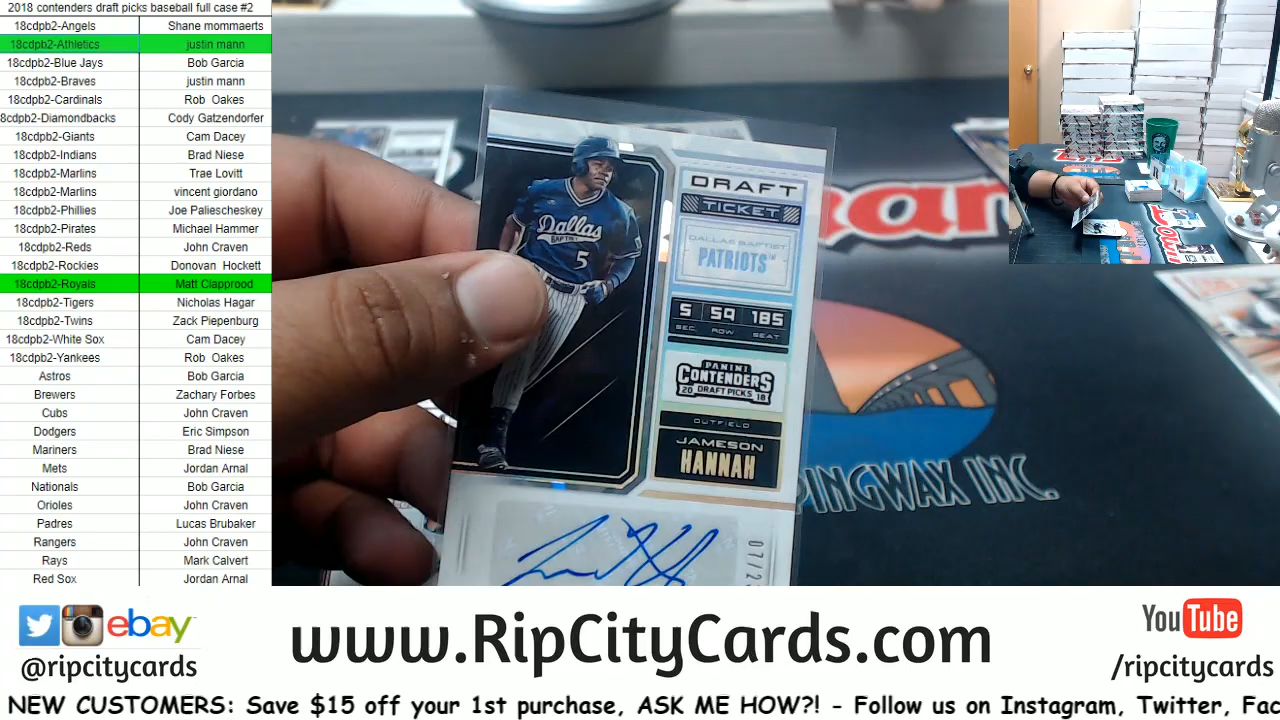 2018 contenders draft picks baseball full case #2
18cdpb2-Angels Shane mommaerts
18cdpb2-Athletics justin mann
18cdpb2-Blue Jays Bob Garcia
18cdpb2-Braves justin mann
18cdpb2-Cardinals Rob Oakes
8cdpb2-Diamondbacks Cody Gatzendorfer
18cdpb2-Giants Cam Dacey
18cdpb2-Indians Brad Niese
18cdpb2-Marlins Trae Lovitt
18cdpb2-Marlins vincent giordano
18cdpb2-Phillies Joe Paliescheskey
18cdpb2-Pirates Michael Hammer
18cdpb2-Reds John Craven
18cdpb2-Rockies Donovan Hockett
18cdpb2-Royals Matt Clapprood
18cdpb2-Tigers Nicholas Hagar
18cdpb2-Twins Zack Piepenburg
18cdpb2-White Sox Cam Dacey
18cdpb2-Yankees Rob Oakes
Astros Bob Garcia
Brewers Zachary Forbes
Cubs John Craven
Dodgers Eric Simpson
Mariners Brad Niese
Mets Jordan Arnal
Nationals Bob Garcia
Orioles John Craven
Padres Lucas Brubaker
Rangers John Craven
Rays Mark Calvert
Red Sox Jordan Arnal
Dallas
BAPTIST
5
DRAFT
TICKET
DALLAS BAPTIST
PATRIOTS™
5 59 185
SEC ROW SEAT
PANINI
CONTENDERS
20 DRAFT PICKS 18
OUTFIELD
JAMESON
HANNAH
07/2
PINGWAX INC.
ebay
@ripcitycards
www.RipCityCards.com
YouTube
/ripcitycards
NEW CUSTOMERS: Save $15 off your 1st purchase, ASK ME HOW?! - Follow us on Instagram, Twitter, Fac